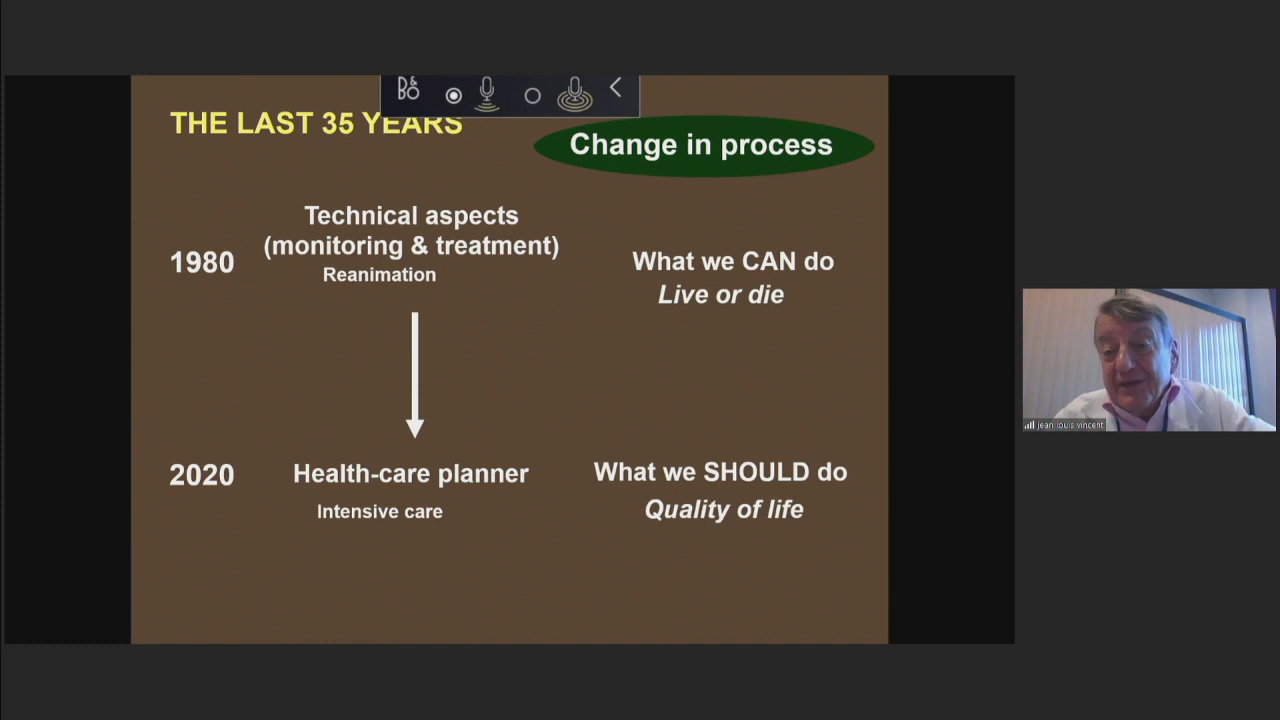 B&O
THE LAST 35 YEARS
Change in process
Technical aspects
(monitoring & treatment)
1980
Reanimation
What we CAN do
Live or die
2020
Health-care planner
Intensive care
What we SHOULD do
Quality of life
jean louis vincent